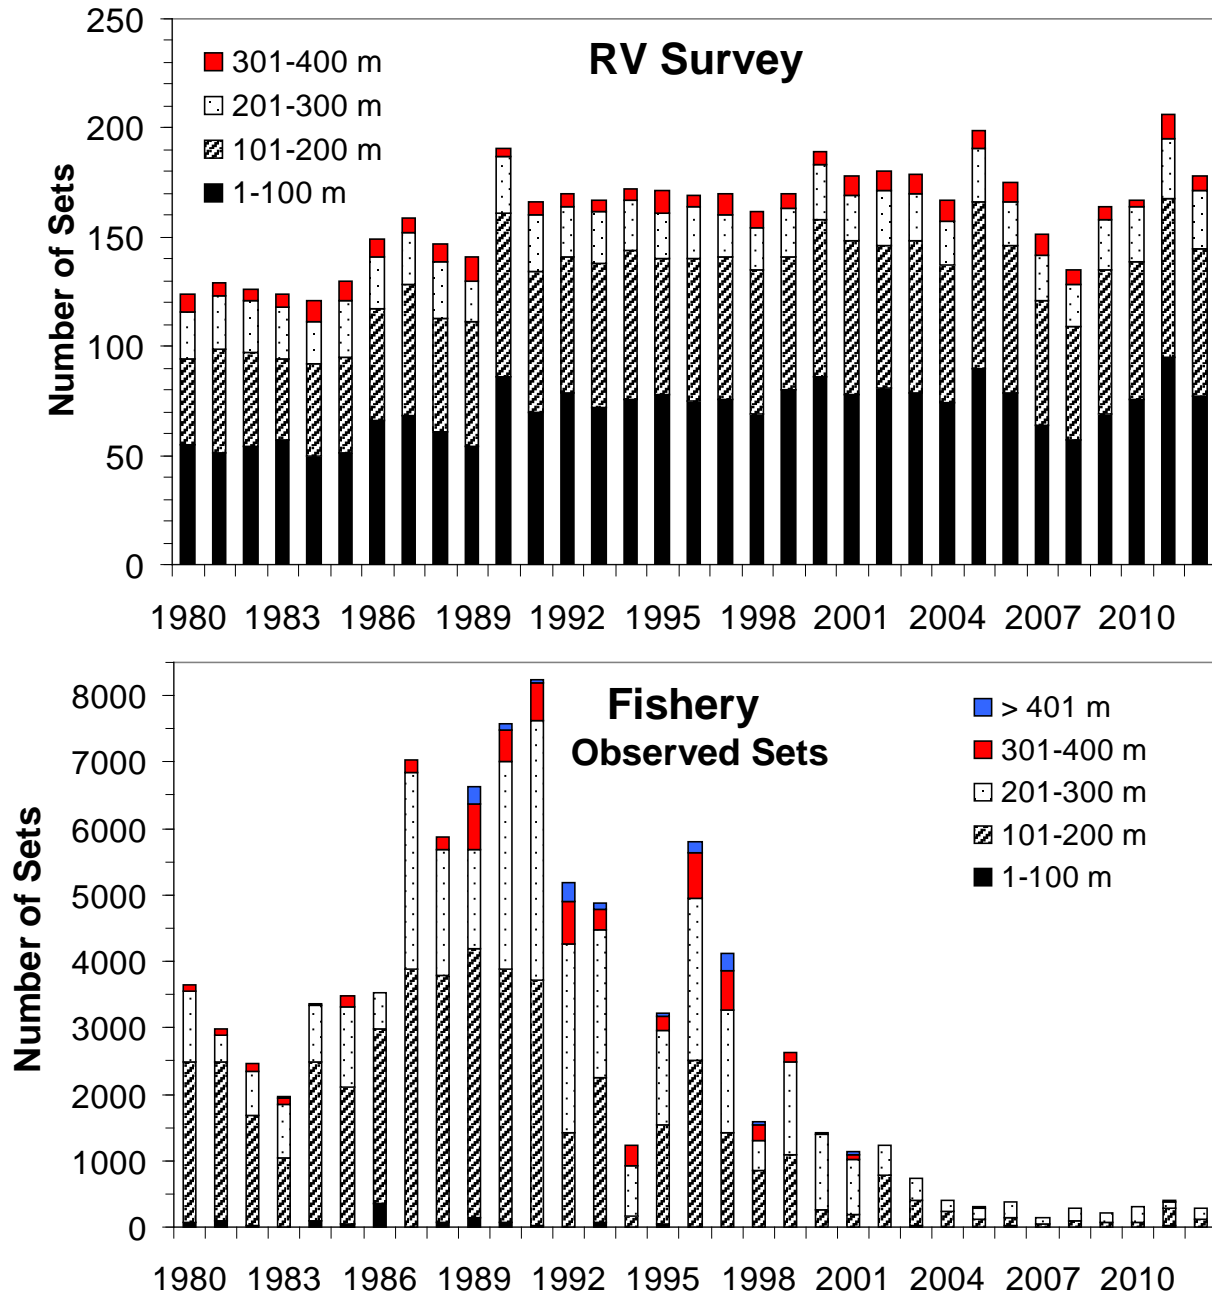 RV Survey
301-400 m
201-300 m
101-200 m
1-100 m
Number of Sets
250
200
150
100
50
0
1980 1983 1986 1989 1992 1995 1998 2001 2004 2007 2010
Fishery
Observed Sets
> 401 m
301-400 m
201-300 m
101-200 m
1-100 m
Number of Sets
8000
7000
6000
5000
4000
3000
2000
1000
0
1980 1983 1986 1989 1992 1995 1998 2001 2004 2007 2010